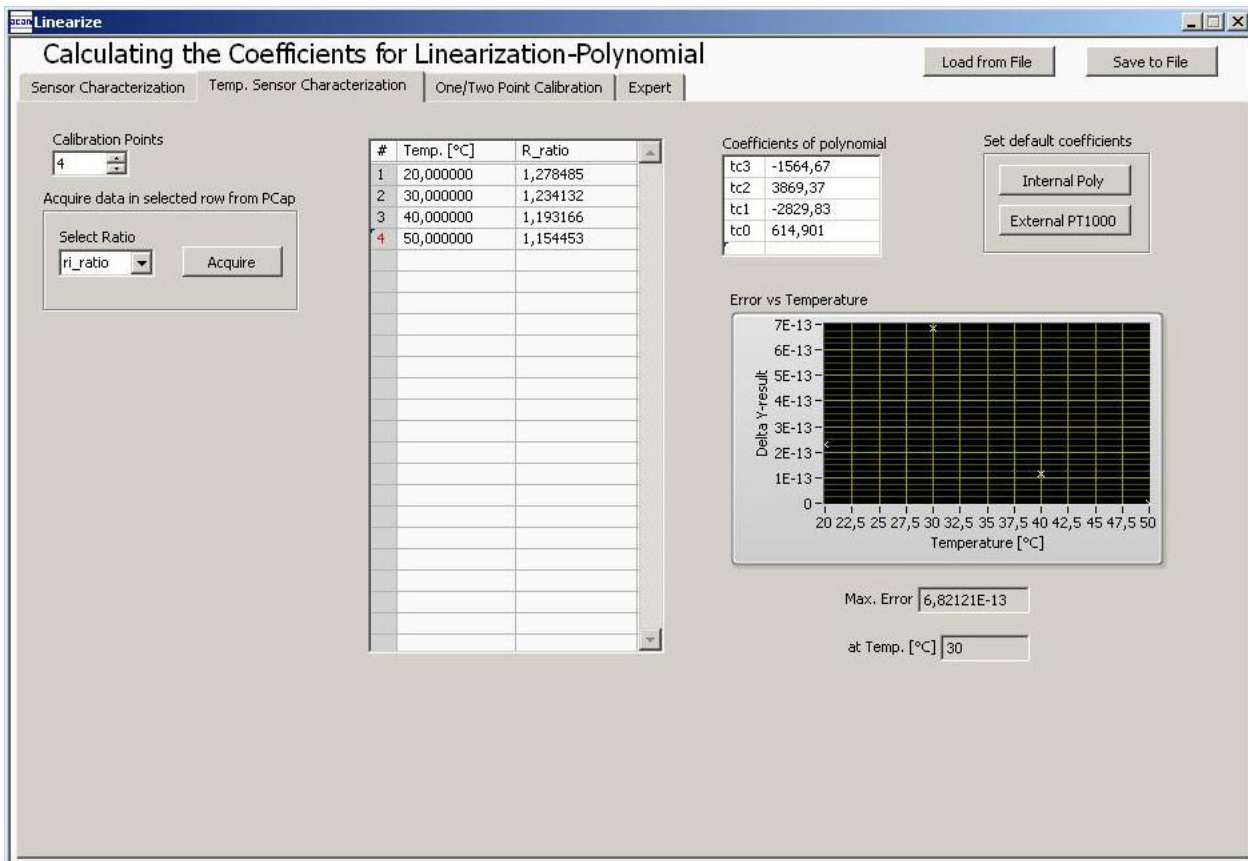 acam Linearize
Calculating the Coefficients for Linearization-Polynomial
Load from File
Save to File
Sensor Characterization
Temp. Sensor Characterization
One/Two Point Calibration
Expert
Calibration Points
4
Acquire data in selected row from PCap
Select Ratio
ri_ratio
Acquire
# Temp. [°C] R_ratio
1 20,000000 1,278485
2 30,000000 1,234132
3 40,000000 1,193166
4 50,000000 1,154453
Coefficients of polynomial
tc3 -1564,67
tc2 3869,37
tc1 -2829,83
tc0 614,901
Set default coefficients
Internal Poly
External PT1000
Error vs Temperature
Delta Y-result
7E-13
6E-13
5E-13
4E-13
3E-13
2E-13
1E-13
0
20 22,5 25 27,5 30 32,5 35 37,5 40 42,5 45 47,5 50
Temperature [°C]
Max. Error 6,82121E-13
at Temp. [°C] 30